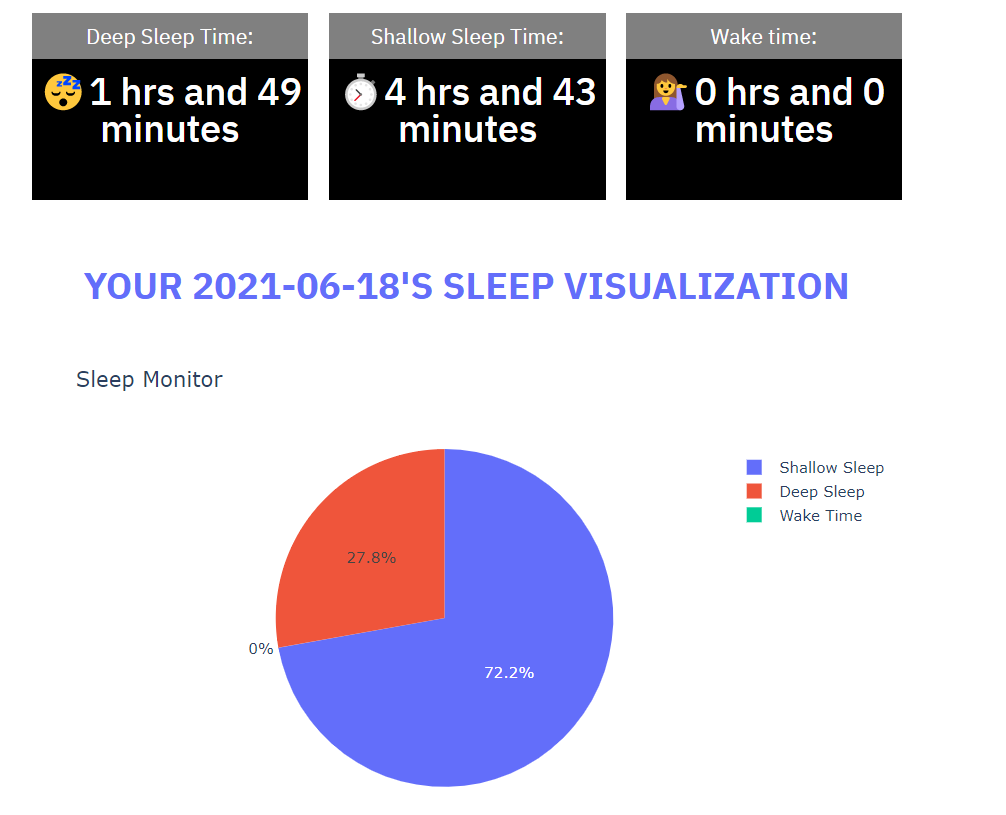 Deep Sleep Time:
😴1 hrs and 49
minutes
Shallow Sleep Time:
⏱4 hrs and 43
minutes
Wake time:
💁‍♀️0 hrs and 0
minutes
YOUR 2021-06-18'S SLEEP VISUALIZATION
Sleep Monitor
Shallow Sleep
Deep Sleep
Wake Time
27.8%
0%
72.2%